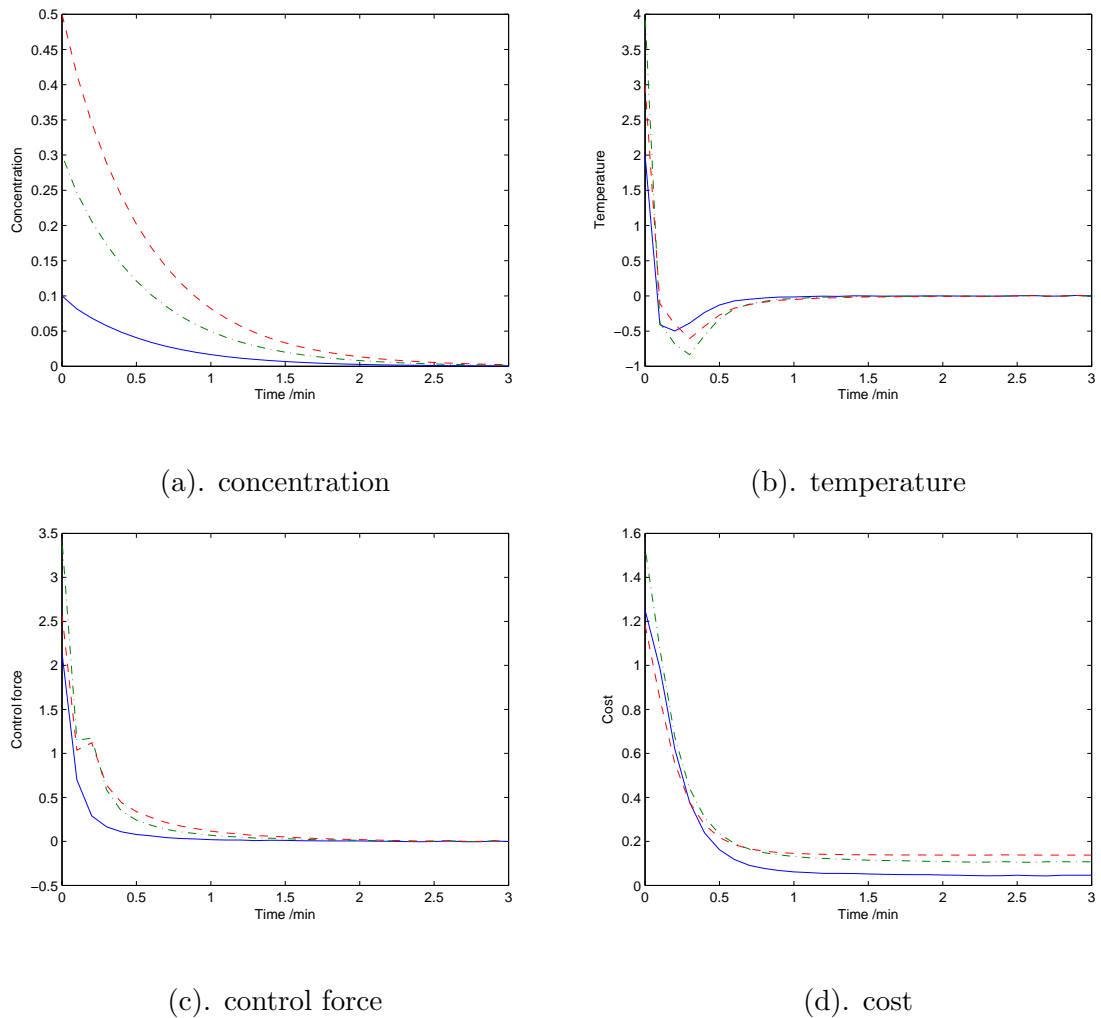 0.5
0.45
0.4
0.35
0.3
0.25
0.2
0.15
0.1
0.05
0
Concentration
0 0.5 1 1.5 2 2.5 3
Time /min
(a). concentration
4
3.5
3
2.5
2
1.5
1
0.5
0
−0.5
−1
Temperature
0 0.5 1 1.5 2 2.5 3
Time /min
(b). temperature
3.5
3
2.5
2
1.5
1
0.5
0
−0.5
Control force
0 0.5 1 1.5 2 2.5 3
Time /min
(c). control force
1.6
1.4
1.2
1
0.8
0.6
0.4
0.2
0
Cost
0 0.5 1 1.5 2 2.5 3
Time /min
(d). cost